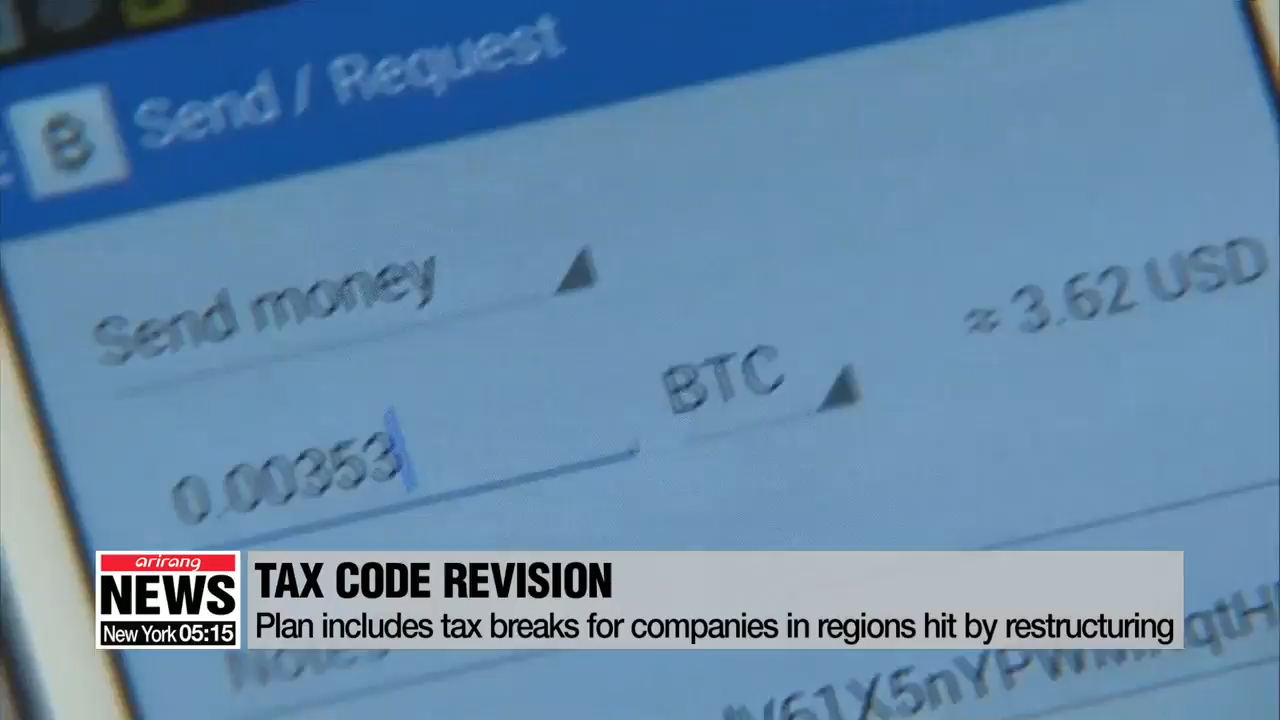 B Send / Request
Send money
≈ 3.62 USD
BTC
0.00353
arirang
NEWS
New York 05:15
TAX CODE REVISION
Plan includes tax breaks for companies in regions hit by restructuring